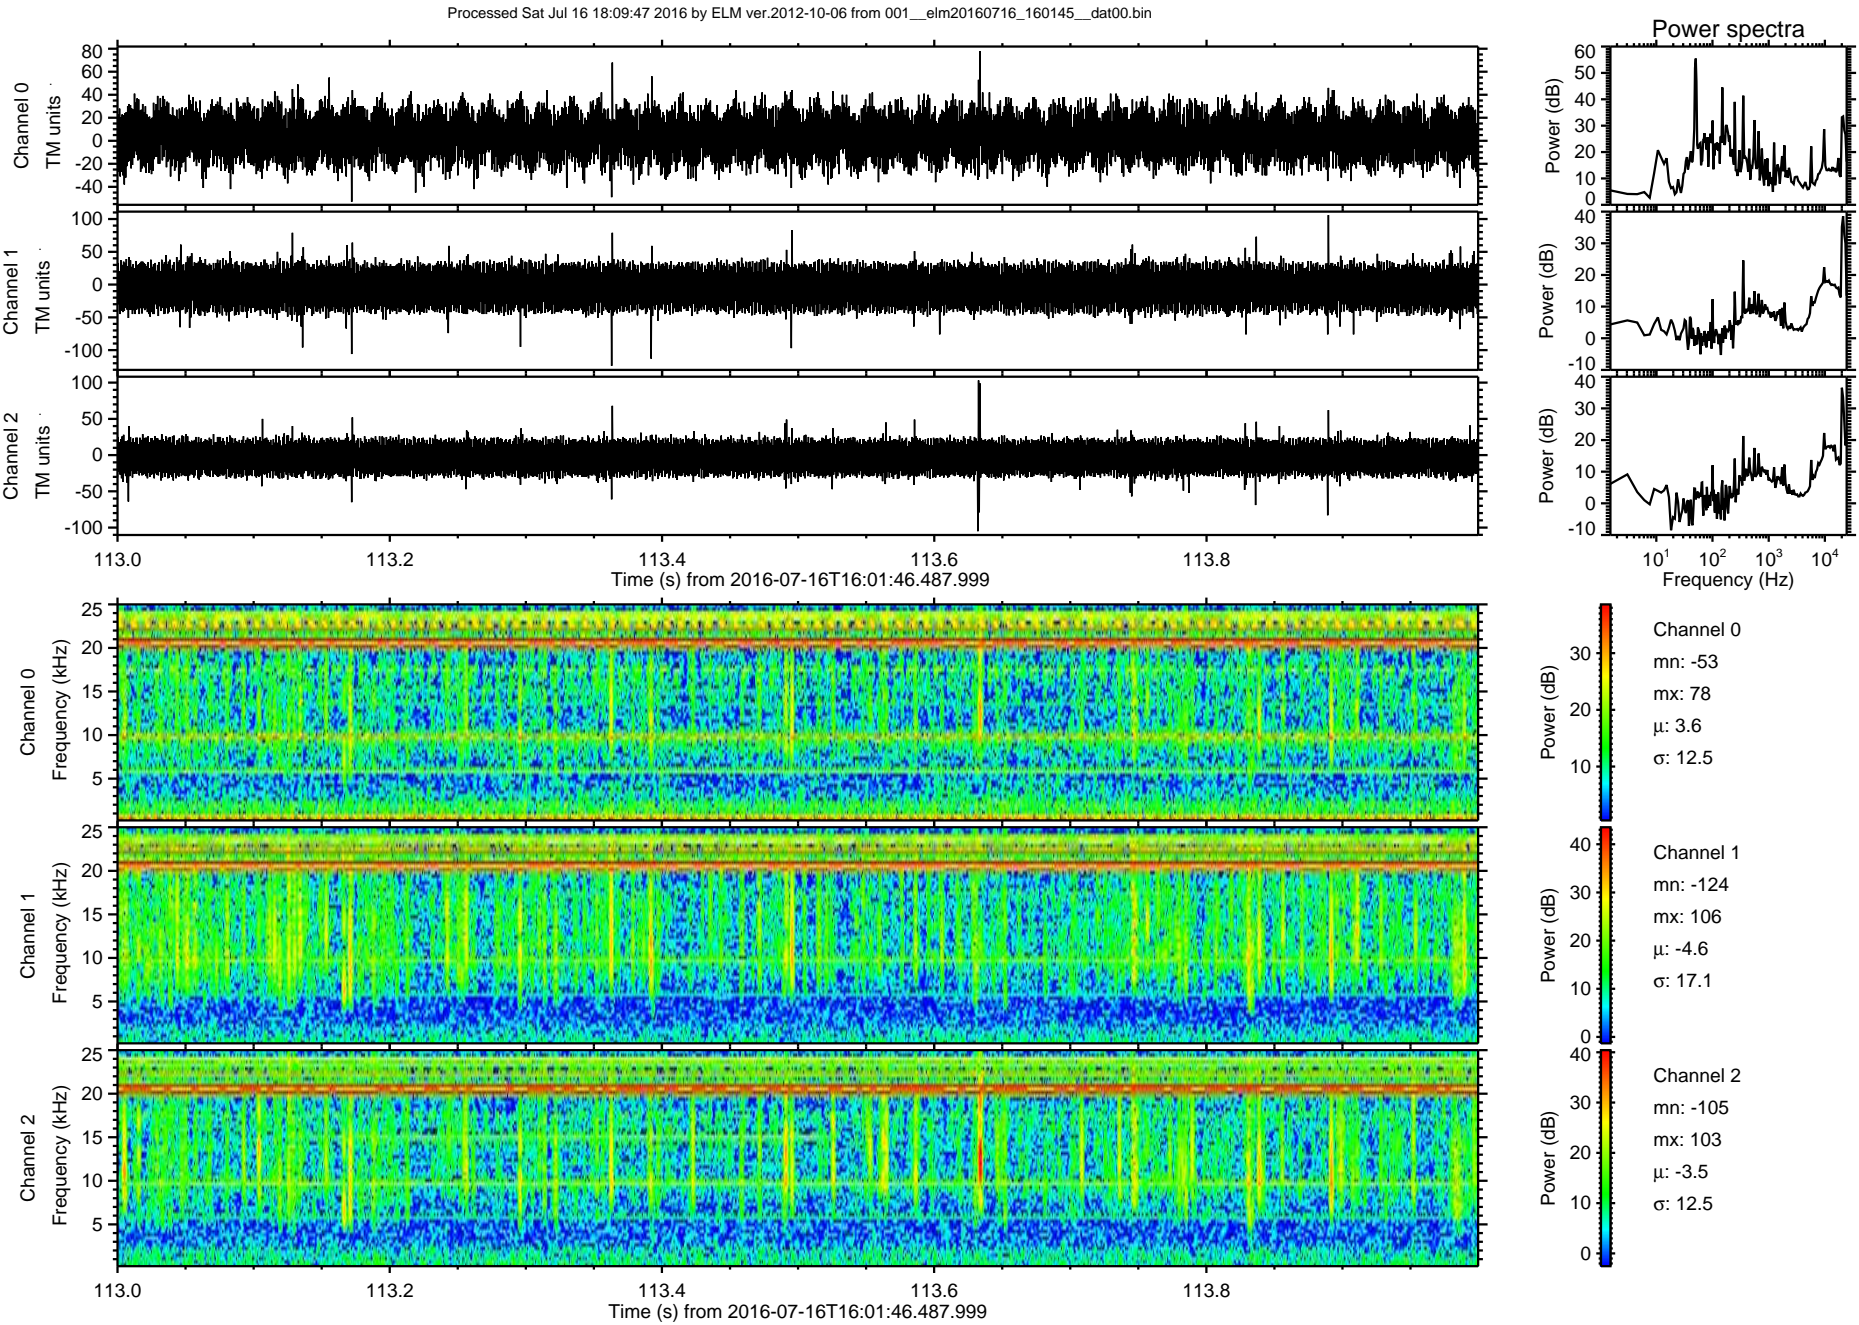 Processed Sat Jul 16 18:09:47 2016 by ELM ver.2012-10-06 from 001__elm20160716_160145__dat00.bin
Power spectra
Channel 0
TM units
80
60
40
20
0
-20
-40
Power (dB)
60
50
40
30
20
10
0
Channel 1
TM units
100
50
0
-50
-100
Power (dB)
40
30
20
10
0
-10
Channel 2
TM units
100
50
0
-50
-100
Power (dB)
40
30
20
10
0
-10
113.0 113.2 113.4 113.6 113.8
Time (s) from 2016-07-16T16:01:46.487.999
10^1 10^2 10^3 10^4
Frequency (Hz)
Channel 0
Frequency (kHz)
25
20
15
10
5
Power (dB)
30
20
10
Channel 0
mn: -53
mx: 78
μ: 3.6
σ: 12.5
Channel 1
Frequency (kHz)
25
20
15
10
5
Power (dB)
40
30
20
10
0
Channel 1
mn: -124
mx: 106
μ: -4.6
σ: 17.1
Channel 2
Frequency (kHz)
25
20
15
10
5
Power (dB)
40
30
20
10
0
Channel 2
mn: -105
mx: 103
μ: -3.5
σ: 12.5
113.0 113.2 113.4 113.6 113.8
Time (s) from 2016-07-16T16:01:46.487.999